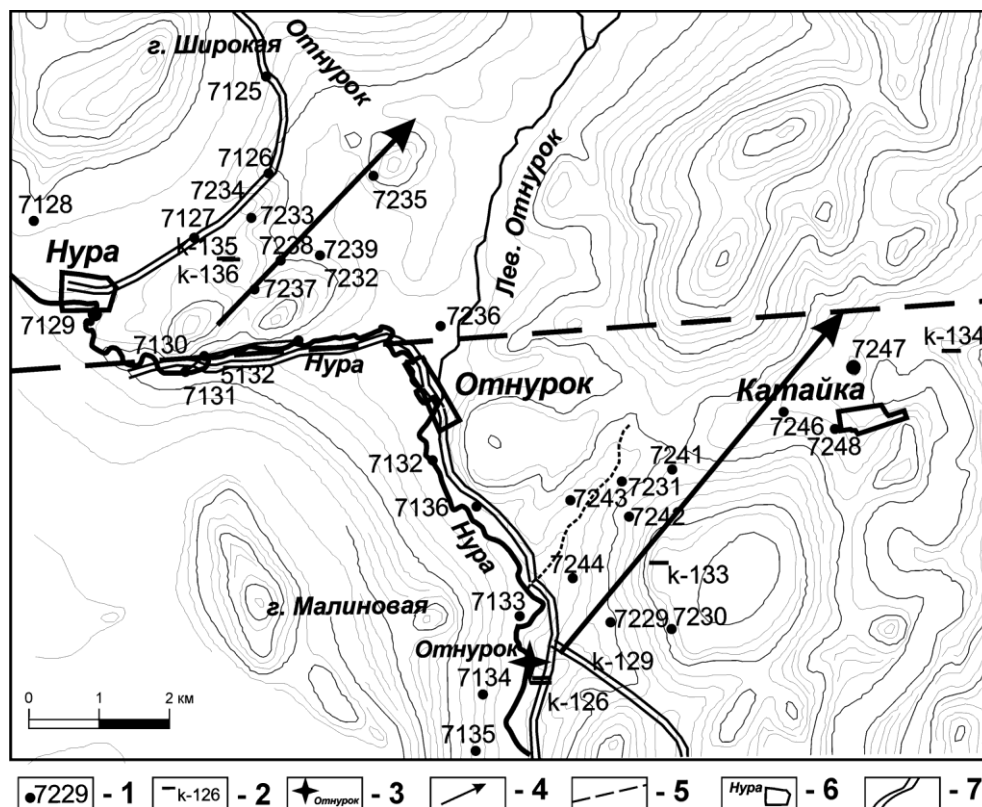 г. Широкая
Отнурок
7125
7126
7234
7235
7128
7127
7233
Нура
к-135
7238
7239
к-136
7232
7237
Лев. Отнурок
7129
7236
7130
Нура
5132
7131
к-134
7247
Отнурок
Катайка
7246
7248
7132
7241
7231
7243
7242
7136
Нура
7244
к-133
г. Малиновая
7133
7229
7230
Отнурок
к-129
7134
к-126
7135
0 1 2 км
7229 - 1
к-126 - 2
Отнурок - 3
- 4
- 5
Нура - 6
- 7